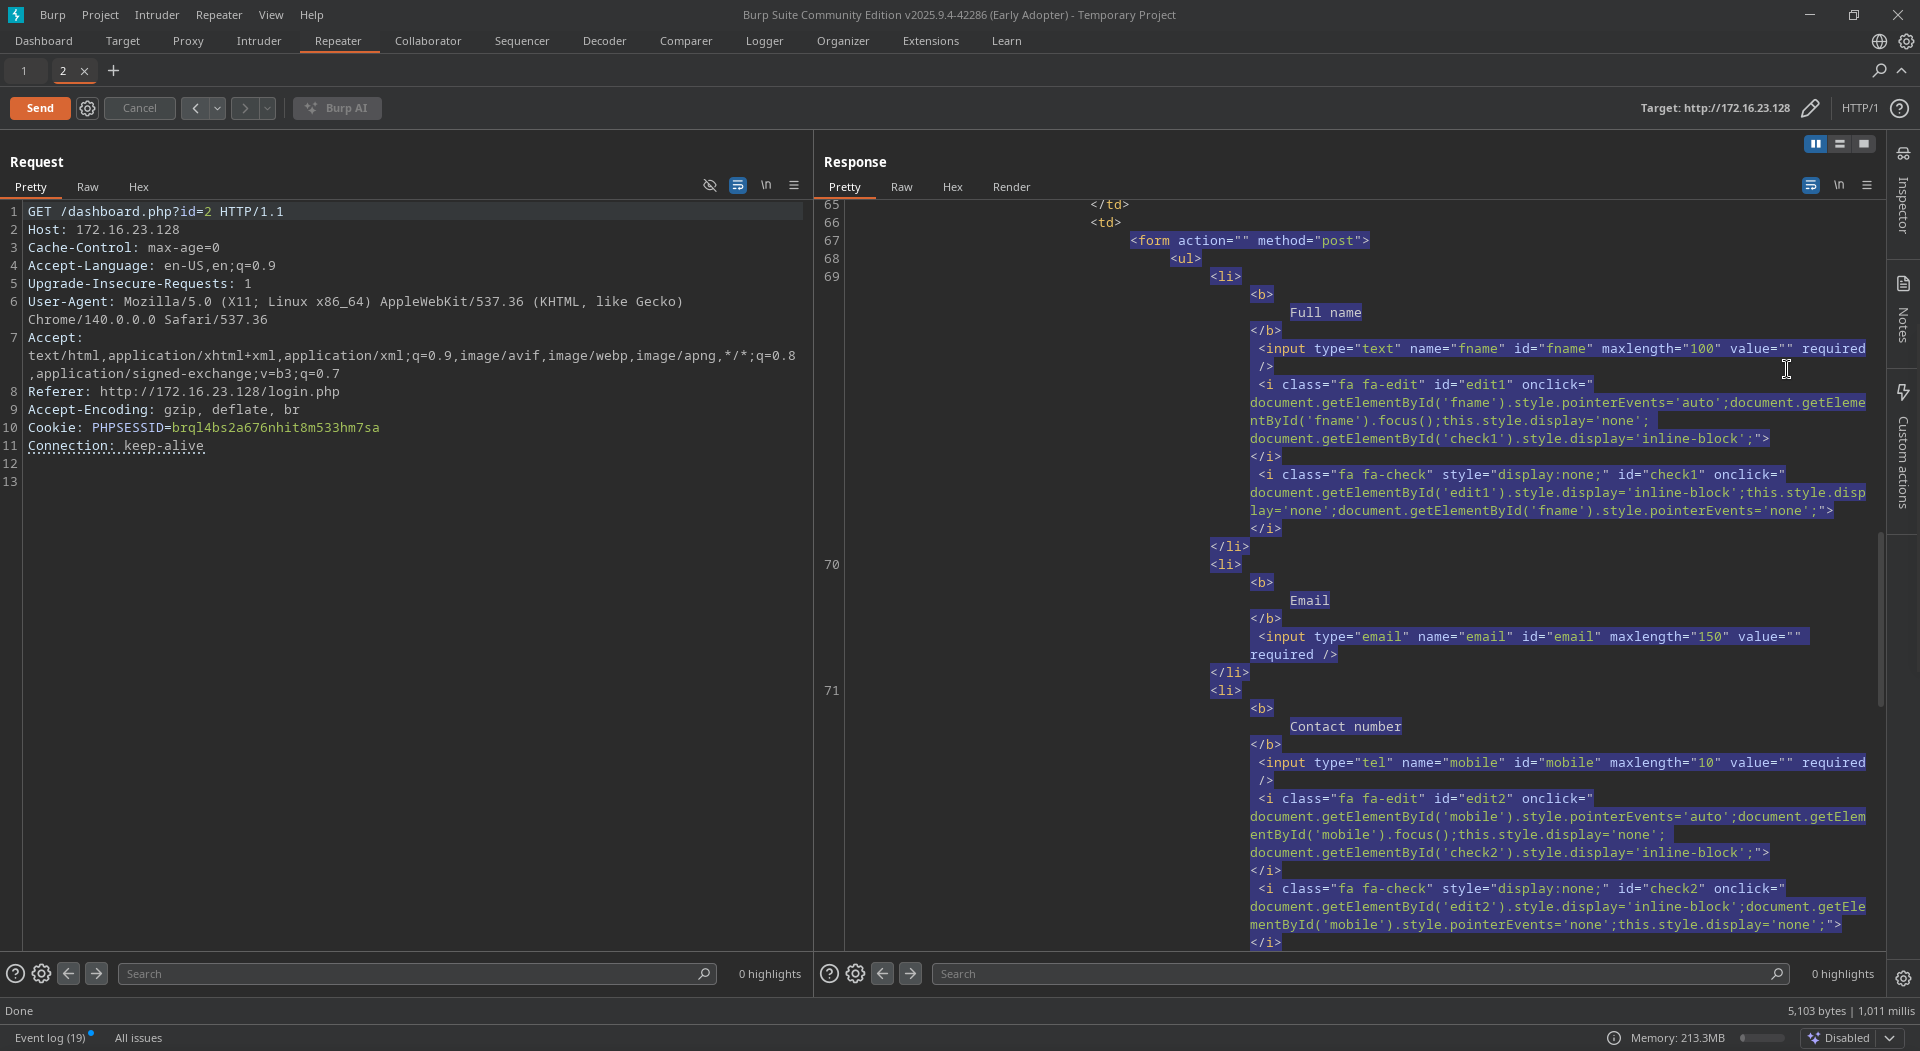 Burp Project Intruder Repeater View Help
Burp Suite Community Edition v2025.9.4-42286 (Early Adopter) - Temporary Project
Dashboard Target Proxy Intruder Repeater Collaborator Sequencer Decoder Comparer Logger Organizer Extensions Learn
1 2 × +
Send Cancel < > Burp AI
Target: http://172.16.23.128 HTTP/1 ?
Request
Pretty Raw Hex \n
1 GET /dashboard.php?id=2 HTTP/1.1
2 Host: 172.16.23.128
3 Cache-Control: max-age=0
4 Accept-Language: en-US,en;q=0.9
5 Upgrade-Insecure-Requests: 1
6 User-Agent: Mozilla/5.0 (X11; Linux x86_64) AppleWebKit/537.36 (KHTML, like Gecko)
Chrome/140.0.0.0 Safari/537.36
7 Accept:
text/html,application/xhtml+xml,application/xml;q=0.9,image/avif,image/webp,image/apng,*/*;q=0.8
,application/signed-exchange;v=b3;q=0.7
8 Referer: http://172.16.23.128/login.php
9 Accept-Encoding: gzip, deflate, br
10 Cookie: PHPSESSID=brql4bs2a676nhit8m533hm7sa
11 Connection: keep-alive
12
13
Search 0 highlights
Response
Pretty Raw Hex Render \n
65 </td>
66 <td>
67 <form action="" method="post">
68 <ul>
69 <li>
<b>
Full name
</b>
<input type="text" name="fname" id="fname" maxlength="100" value="" required
/>
<i class="fa fa-edit" id="edit1" onclick="
document.getElementById('fname').style.pointerEvents='auto';document.getEleme
ntById('fname').focus();this.style.display='none';
document.getElementById('check1').style.display='inline-block';">
</i>
<i class="fa fa-check" style="display:none;" id="check1" onclick="
document.getElementById('edit1').style.display='inline-block';this.style.disp
lay='none';document.getElementById('fname').style.pointerEvents='none';">
</i>
</li>
70 <li>
<b>
Email
</b>
<input type="email" name="email" id="email" maxlength="150" value=""
required />
</li>
71 <li>
<b>
Contact number
</b>
<input type="tel" name="mobile" id="mobile" maxlength="10" value="" required
/>
<i class="fa fa-edit" id="edit2" onclick="
document.getElementById('mobile').style.pointerEvents='auto';document.getElem
entById('mobile').focus();this.style.display='none';
document.getElementById('check2').style.display='inline-block';">
</i>
<i class="fa fa-check" style="display:none;" id="check2" onclick="
document.getElementById('edit2').style.display='inline-block';document.getEle
mentById('mobile').style.pointerEvents='none';this.style.display='none';">
</i>
Search 0 highlights
Inspector
Notes
Custom actions
Done
5,103 bytes | 1,011 millis
Event log (19) All issues
Memory: 213.3MB Disabled